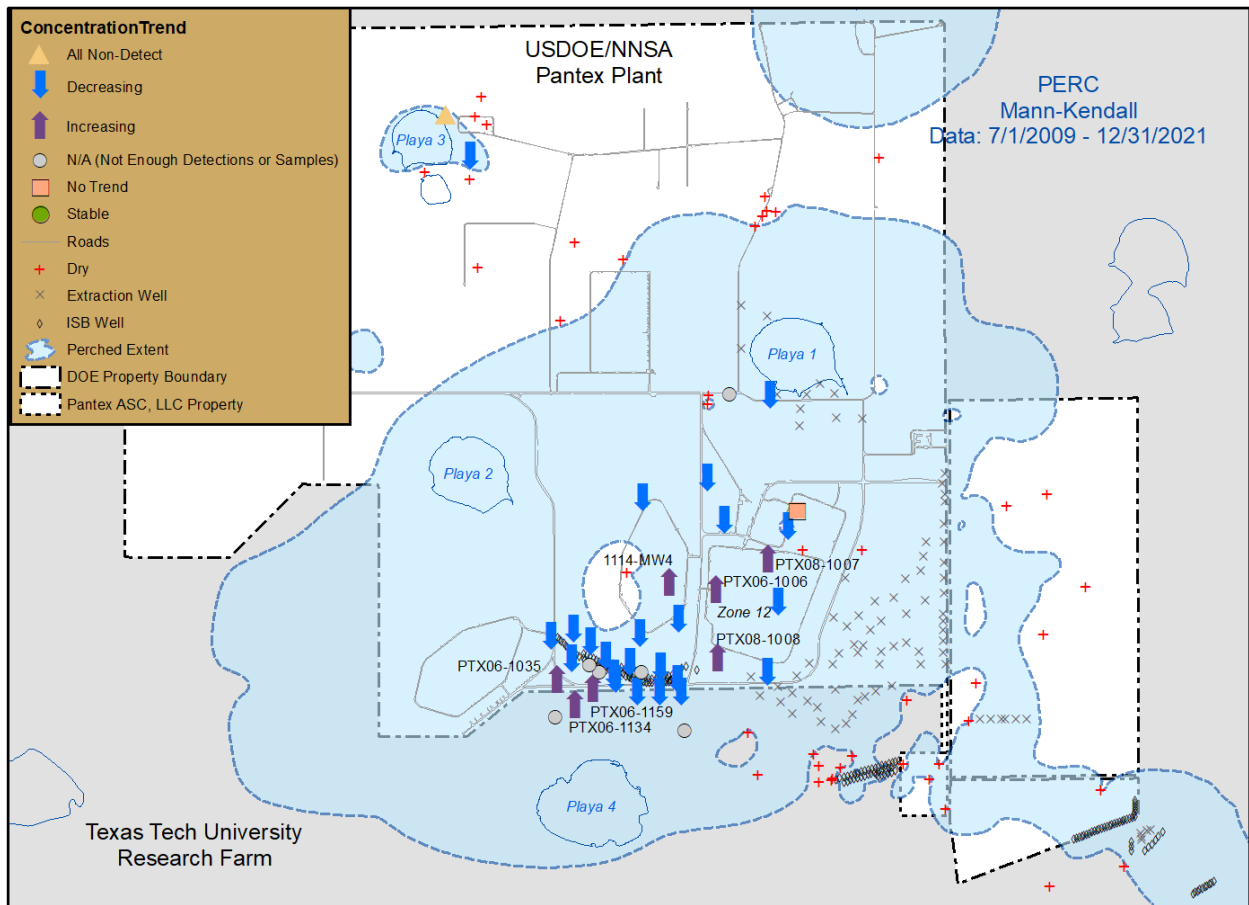 ConcentrationTrend
All Non-Detect
Decreasing
Increasing
N/A (Not Enough Detections or Samples)
No Trend
Stable
Roads
Dry
Extraction Well
ISB Well
Perched Extent
DOE Property Boundary
Pantex ASC, LLC Property
USDOE/NNSA
Pantex Plant
PERC
Mann-Kendall
Data: 7/1/2009 - 12/31/2021
Playa 3
Playa 1
Playa 2
1114-MW4
PTX08-1007
PTX06-1006
Zone 12
PTX08-1008
PTX06-1035
PTX06-1159
PTX06-1134
Playa 4
Texas Tech University
Research Farm